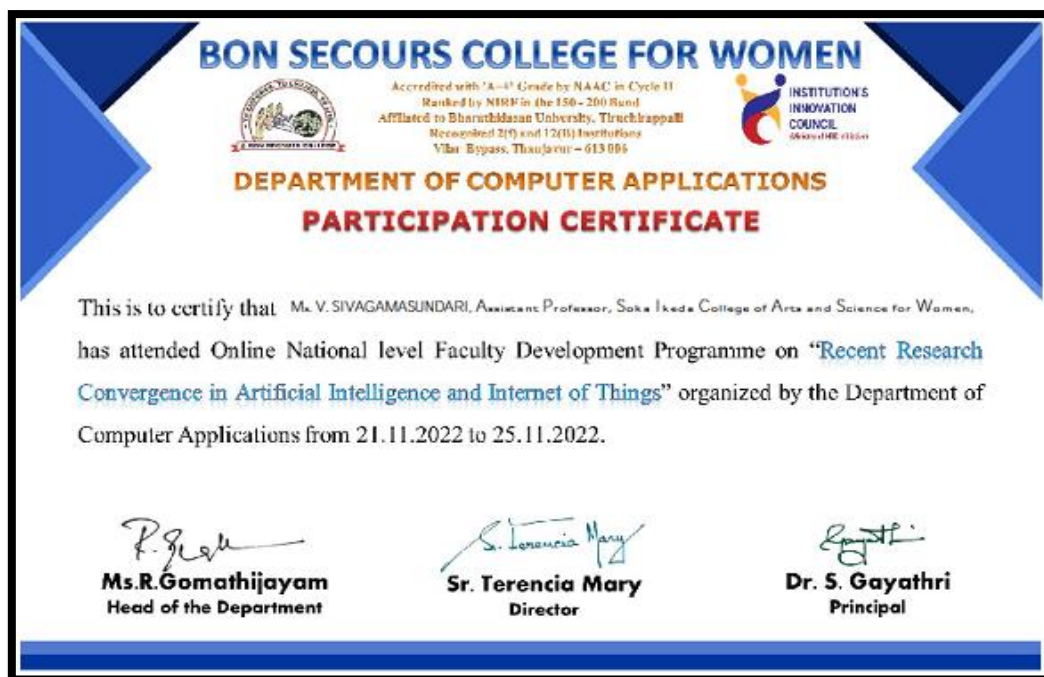 BON SECOURS COLLEGE FOR WOMEN
Accredited with 'A++' Grade by NAAC in Cycle II
Ranked by NIRF in the 150 - 200 Band
Affiliated to Bharathidasan University, Tiruchirappalli
Recognized 2(f) and 12(B) Institutions
Vilar Bypass, Thanjavur – 613 006
INSTITUTION'S
INNOVATION
COUNCIL
DEPARTMENT OF COMPUTER APPLICATIONS
PARTICIPATION CERTIFICATE
This is to certify that Ms. V. SIVAGAMASUNDARI, Assistant Professor, Soka Ikeda College of Arts and Science for Women,
has attended Online National level Faculty Development Programme on “Recent Research
Convergence in Artificial Intelligence and Internet of Things” organized by the Department of
Computer Applications from 21.11.2022 to 25.11.2022.
S. Terencia Mary
Ms.R.Gomathijayam
Head of the Department
Sr. Terencia Mary
Director
Dr. S. Gayathri
Principal